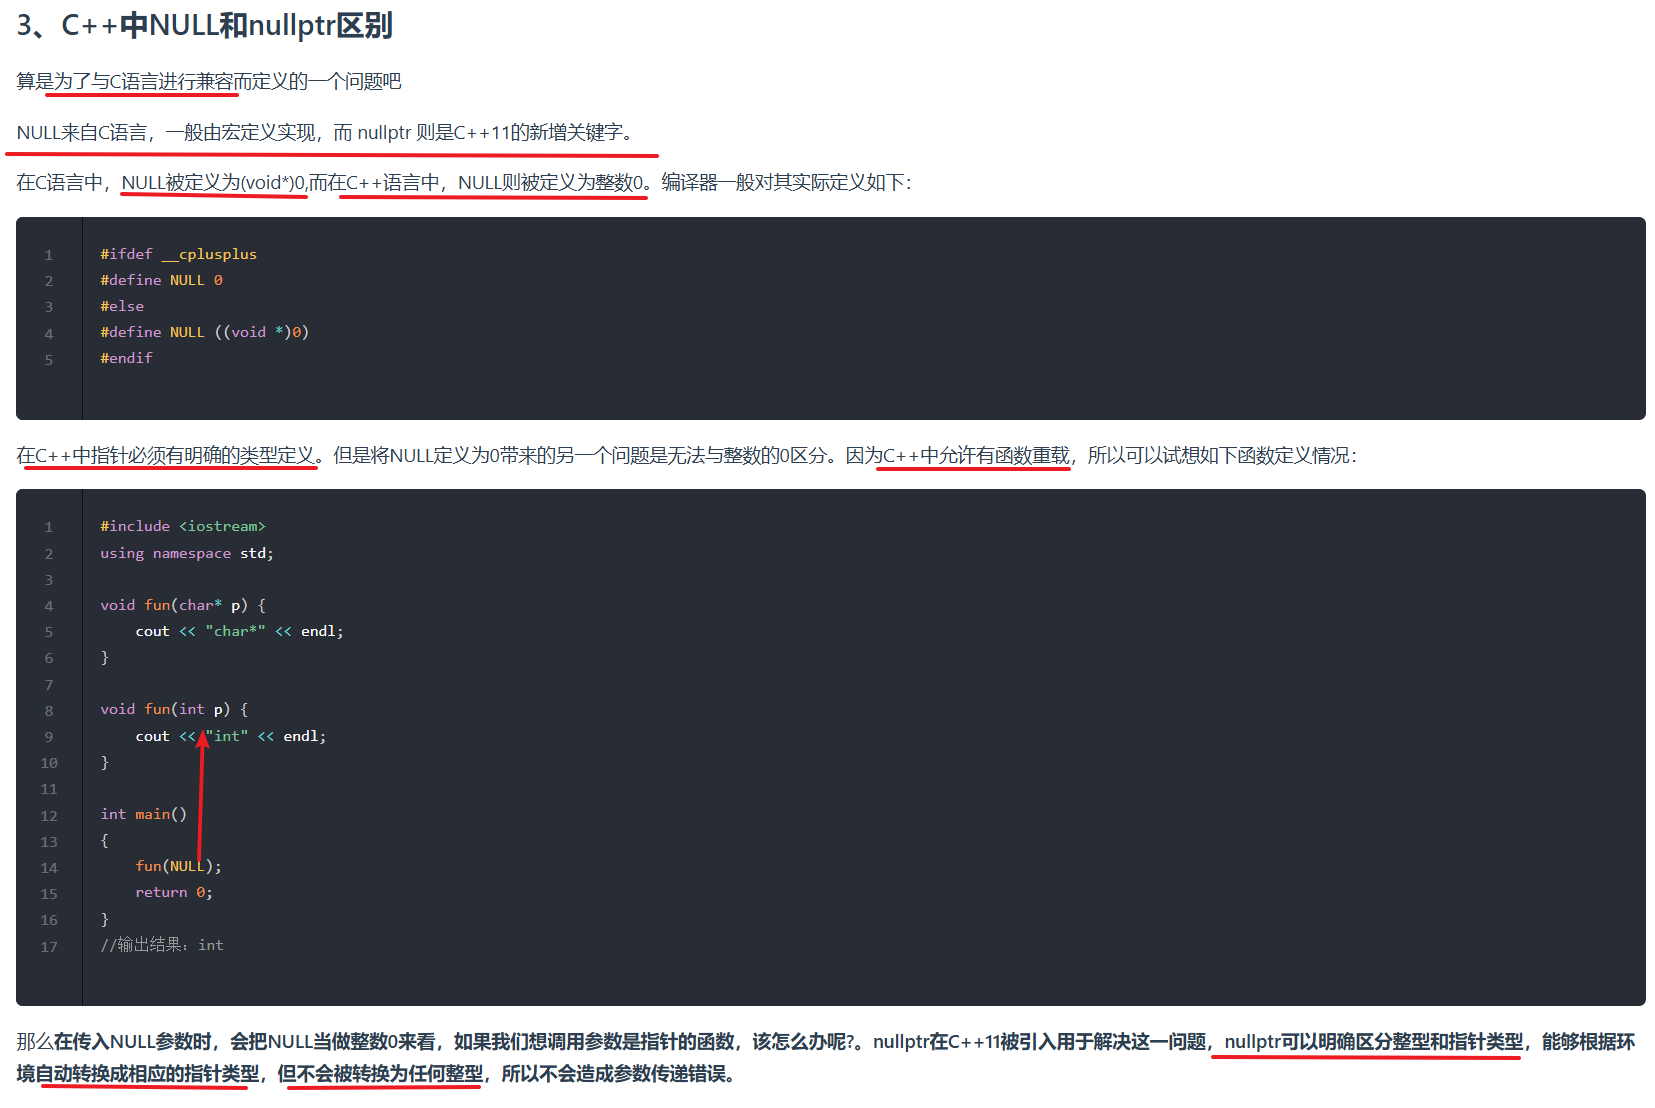 3、C++中NULL和nullptr区别
算是为了与C语言进行兼容而定义的一个问题吧
NULL来自C语言，一般由宏定义实现，而 nullptr 则是C++11的新增关键字。
在C语言中，NULL被定义为(void*)0,而在C++语言中，NULL则被定义为整数0。编译器一般对其实际定义如下：
1 #ifdef __cplusplus
2 #define NULL 0
3 #else
4 #define NULL ((void *)0)
5 #endif
在C++中指针必须有明确的类型定义。但是将NULL定义为0带来的另一个问题是无法与整数的0区分。因为C++中允许有函数重载，所以可以试想如下函数定义情况：
1 #include <iostream>
2 using namespace std;
3
4 void fun(char* p) {
5     cout << "char*" << endl;
6 }
7
8 void fun(int p) {
9     cout << "int" << endl;
10 }
11
12 int main()
13 {
14     fun(NULL);
15     return 0;
16 }
17 //输出结果：int
那么在传入NULL参数时，会把NULL当做整数0来看，如果我们想调用参数是指针的函数，该怎么办呢?。nullptr在C++11被引入用于解决这一问题，nullptr可以明确区分整型和指针类型，能够根据环
境自动转换成相应的指针类型，但不会被转换为任何整型，所以不会造成参数传递错误。